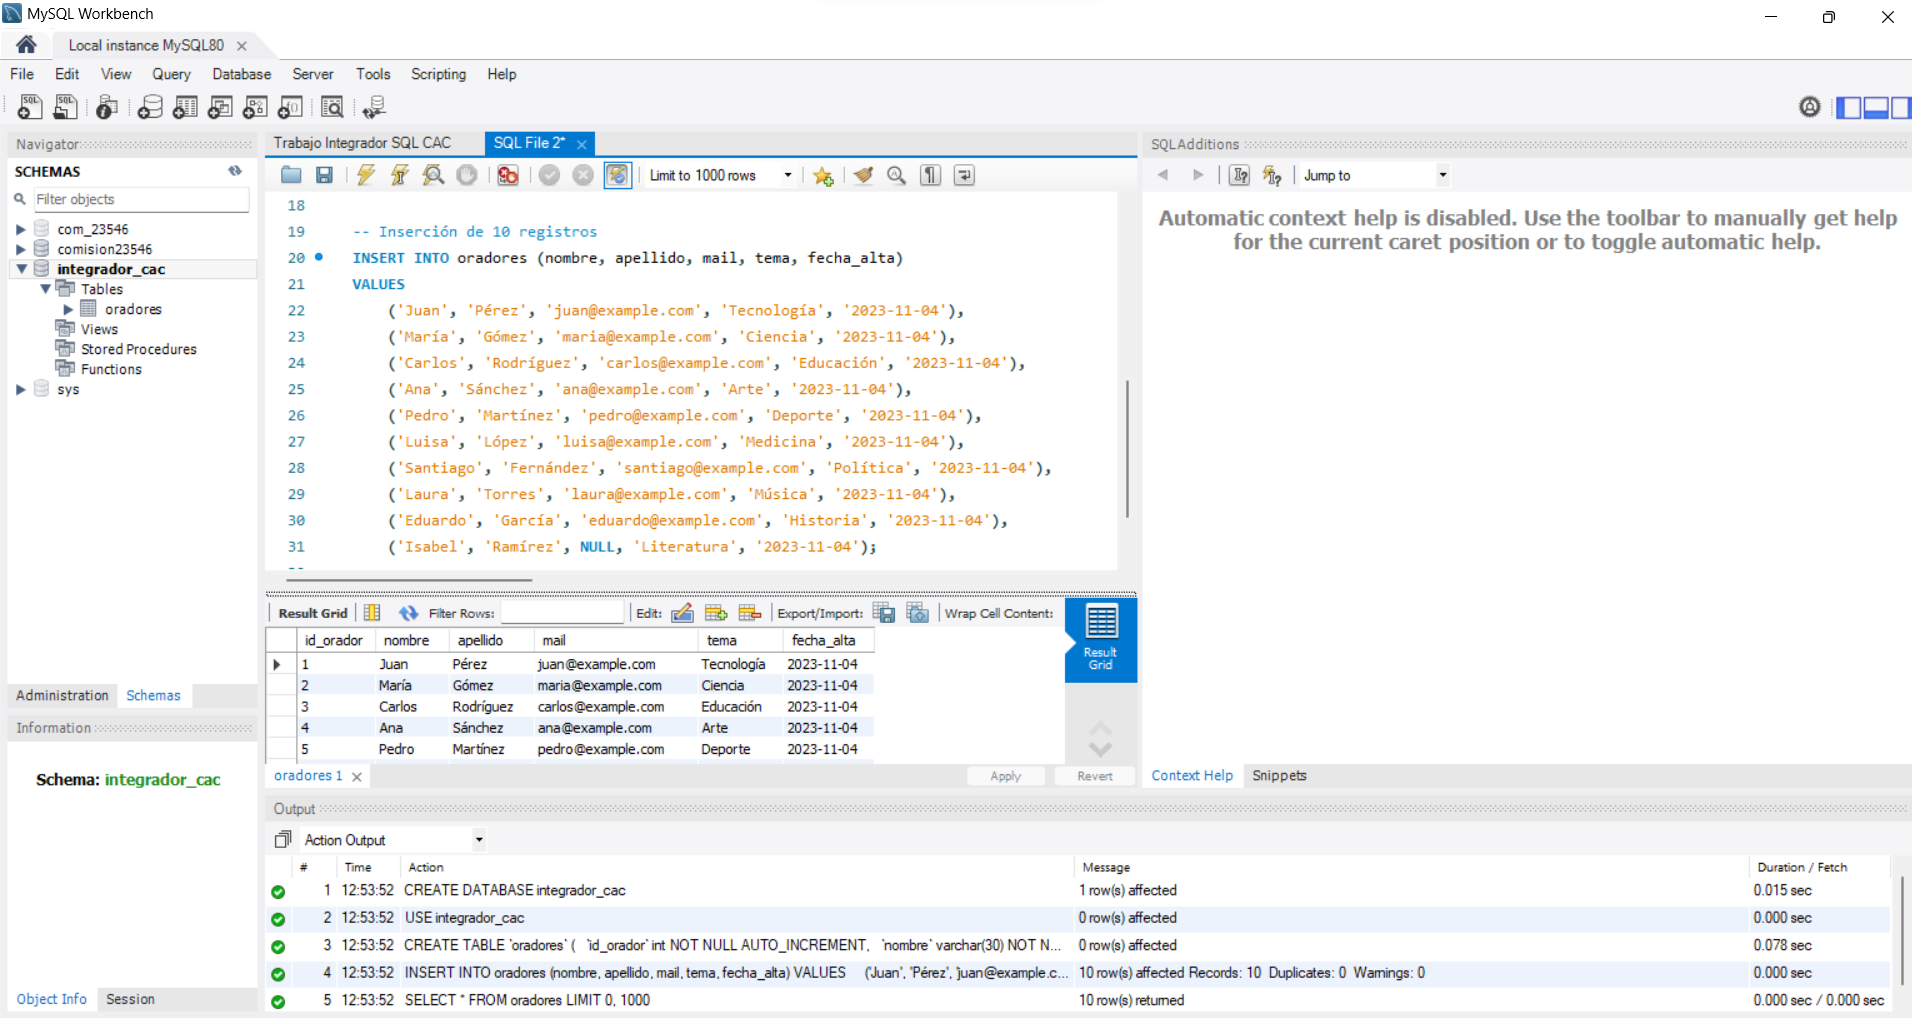 MySQL Workbench
Local instance MySQL80
File Edit View Query Database Server Tools Scripting Help
Navigator
SCHEMAS
Filter objects
com_23546
comision23546
integrador_cac
Tables
oradores
Views
Stored Procedures
Functions
sys
Administration Schemas
Information
Schema: integrador_cac
Object Info Session
Trabajo Integrador SQL CAC SQL File 2*
Limit to 1000 rows
18
19 -- Inserción de 10 registros
20 INSERT INTO oradores (nombre, apellido, mail, tema, fecha_alta)
21 VALUES
22 ('Juan', 'Pérez', 'juan@example.com', 'Tecnología', '2023-11-04'),
23 ('María', 'Gómez', 'maria@example.com', 'Ciencia', '2023-11-04'),
24 ('Carlos', 'Rodríguez', 'carlos@example.com', 'Educación', '2023-11-04'),
25 ('Ana', 'Sánchez', 'ana@example.com', 'Arte', '2023-11-04'),
26 ('Pedro', 'Martínez', 'pedro@example.com', 'Deporte', '2023-11-04'),
27 ('Luisa', 'López', 'luisa@example.com', 'Medicina', '2023-11-04'),
28 ('Santiago', 'Fernández', 'santiago@example.com', 'Política', '2023-11-04'),
29 ('Laura', 'Torres', 'laura@example.com', 'Música', '2023-11-04'),
30 ('Eduardo', 'García', 'eduardo@example.com', 'Historia', '2023-11-04'),
31 ('Isabel', 'Ramírez', NULL, 'Literatura', '2023-11-04');
Result Grid Filter Rows: Edit: Export/Import: Wrap Cell Content:
id_orador nombre apellido mail tema fecha_alta
1 Juan Pérez juan@example.com Tecnología 2023-11-04
2 María Gómez maria@example.com Ciencia 2023-11-04
3 Carlos Rodríguez carlos@example.com Educación 2023-11-04
4 Ana Sánchez ana@example.com Arte 2023-11-04
5 Pedro Martínez pedro@example.com Deporte 2023-11-04
Result
Grid
oradores 1 Apply Revert
SQLAdditions
Jump to
Automatic context help is disabled. Use the toolbar to manually get help
for the current caret position or to toggle automatic help.
Context Help Snippets
Output
Action Output
# Time Action Message Duration / Fetch
1 12:53:52 CREATE DATABASE integrador_cac 1 row(s) affected 0.015 sec
2 12:53:52 USE integrador_cac 0 row(s) affected 0.000 sec
3 12:53:52 CREATE TABLE `oradores` ( `id_orador` int NOT NULL AUTO_INCREMENT, `nombre` varchar(30) NOT N... 0 row(s) affected 0.078 sec
4 12:53:52 INSERT INTO oradores (nombre, apellido, mail, tema, fecha_alta) VALUES ('Juan', 'Pérez', 'juan@example.c... 10 row(s) affected Records: 10 Duplicates: 0 Warnings: 0 0.000 sec
5 12:53:52 SELECT * FROM oradores LIMIT 0, 1000 10 row(s) returned 0.000 sec / 0.000 sec